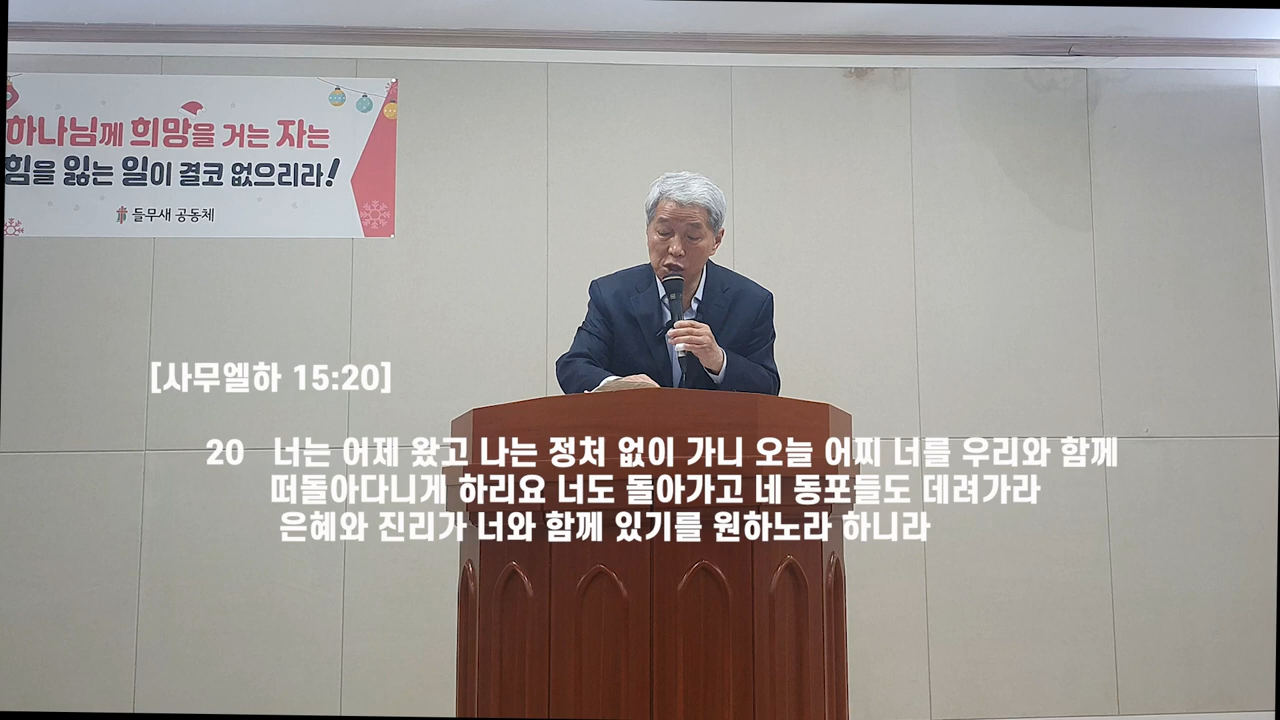 하나님께 희망을 거는 자는
힘을 잃는 일이 결코 없으리라!
들무새 공동체
[사무엘하 15:20]
20 너는 어제 왔고 나는 정처 없이 가니 오늘 어찌 너를 우리와 함께
떠돌아다니게 하리요 너도 돌아가고 네 동포들도 데려가라
은혜와 진리가 너와 함께 있기를 원하노라 하니라